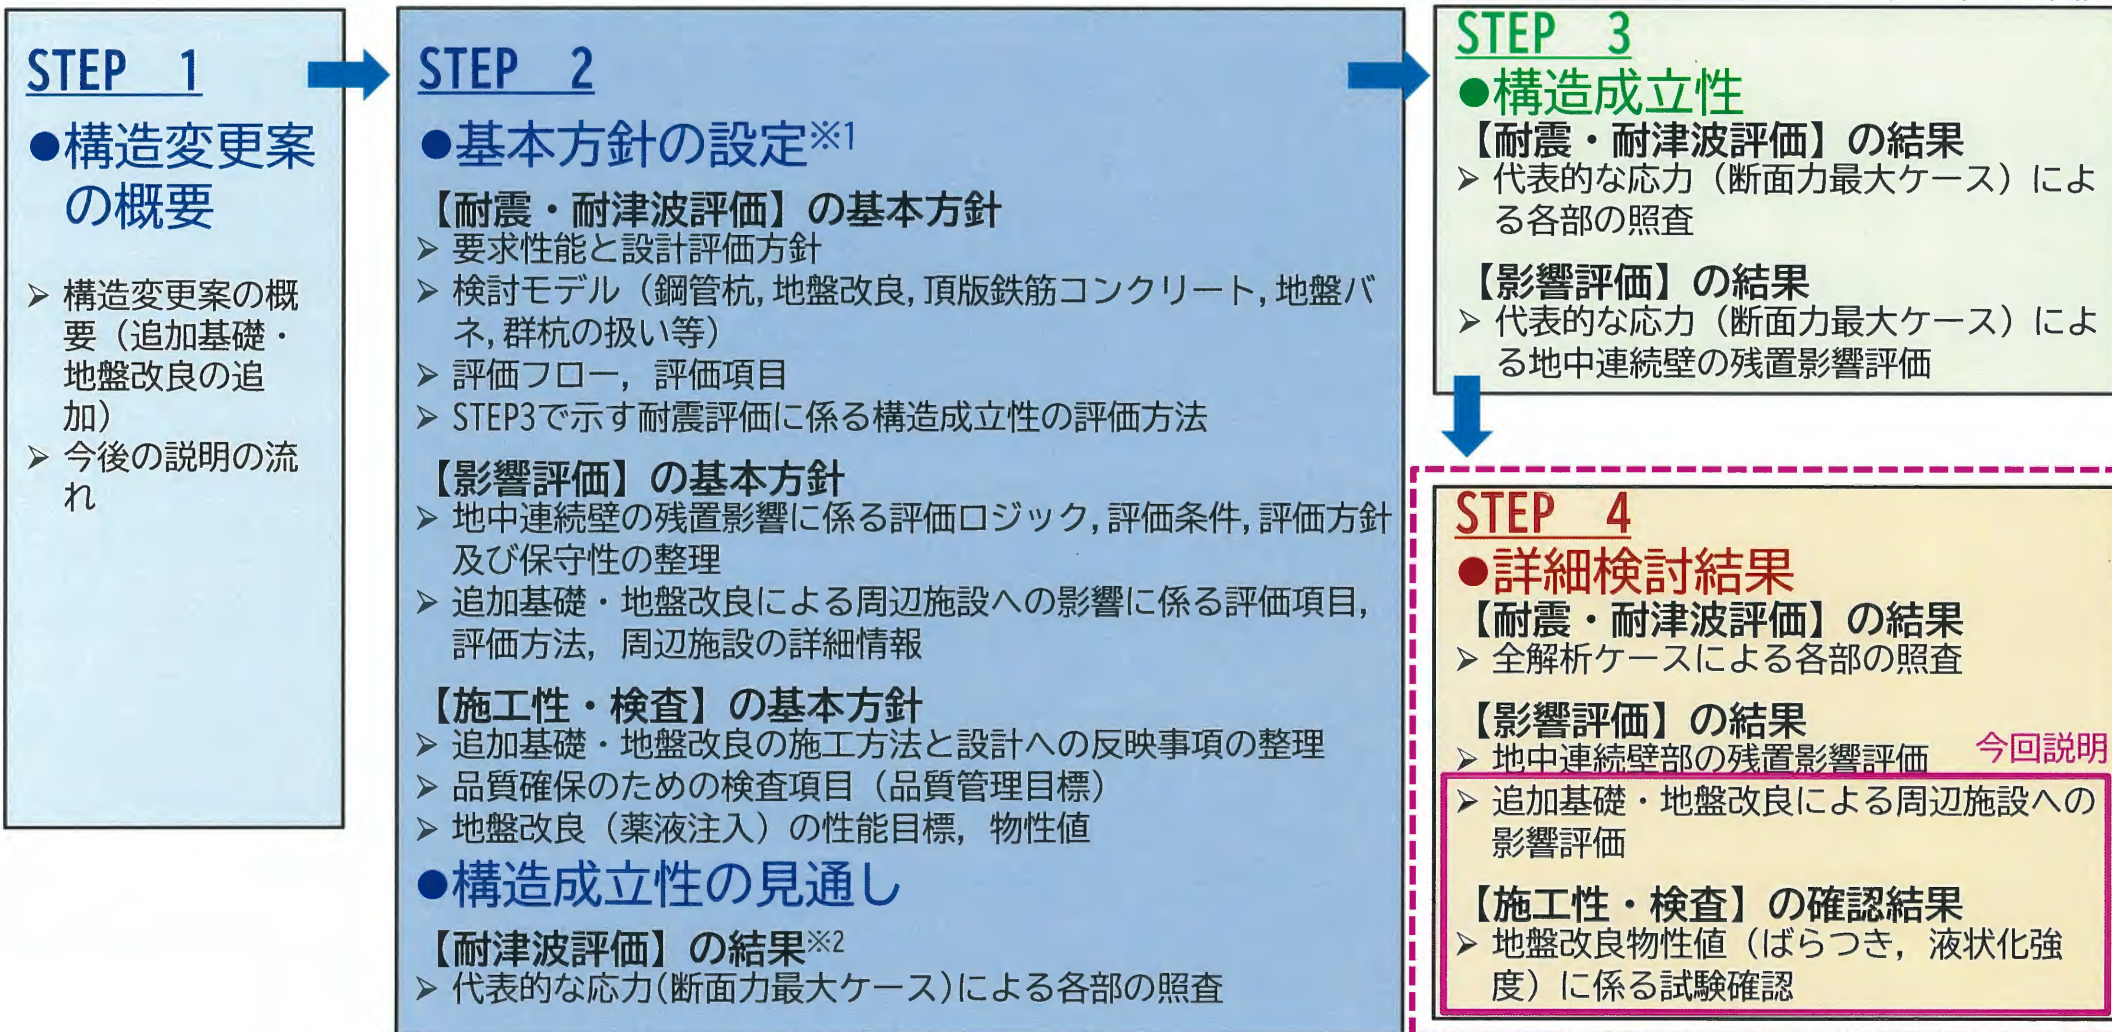 STEP 1
●構造変更案
の概要
➢ 構造変更案の概
要（追加基礎・
地盤改良の追
加）
➢ 今後の説明の流
れ
STEP 2
●基本方針の設定※1
【耐震・耐津波評価】の基本方針
➢ 要求性能と設計評価方針
➢ 検討モデル（鋼管杭,地盤改良,頂版鉄筋コンクリート,地盤バ
ネ,群杭の扱い等）
➢ 評価フロー，評価項目
➢ STEP3で示す耐震評価に係る構造成立性の評価方法
【影響評価】の基本方針
➢ 地中連続壁の残置影響に係る評価ロジック,評価条件,評価方針
及び保守性の整理
➢ 追加基礎・地盤改良による周辺施設への影響に係る評価項目，
評価方法，周辺施設の詳細情報
【施工性・検査】の基本方針
➢ 追加基礎・地盤改良の施工方法と設計への反映事項の整理
➢ 品質確保のための検査項目（品質管理目標）
➢ 地盤改良（薬液注入）の性能目標，物性値
●構造成立性の見通し
【耐津波評価】の結果※2
➢ 代表的な応力(断面力最大ケース)による各部の照査
STEP 3
●構造成立性
【耐震・耐津波評価】の結果
➢ 代表的な応力（断面力最大ケース）によ
る各部の照査
【影響評価】の結果
➢ 代表的な応力（断面力最大ケース）によ
る地中連続壁の残置影響評価
STEP 4
●詳細検討結果
【耐震・耐津波評価】の結果
➢ 全解析ケースによる各部の照査
【影響評価】の結果
➢ 地中連続壁部の残置影響評価
今回説明
➢ 追加基礎・地盤改良による周辺施設への
影響評価
【施工性・検査】の確認結果
➢ 地盤改良物性値（ばらつき，液状化強
度）に係る試験確認